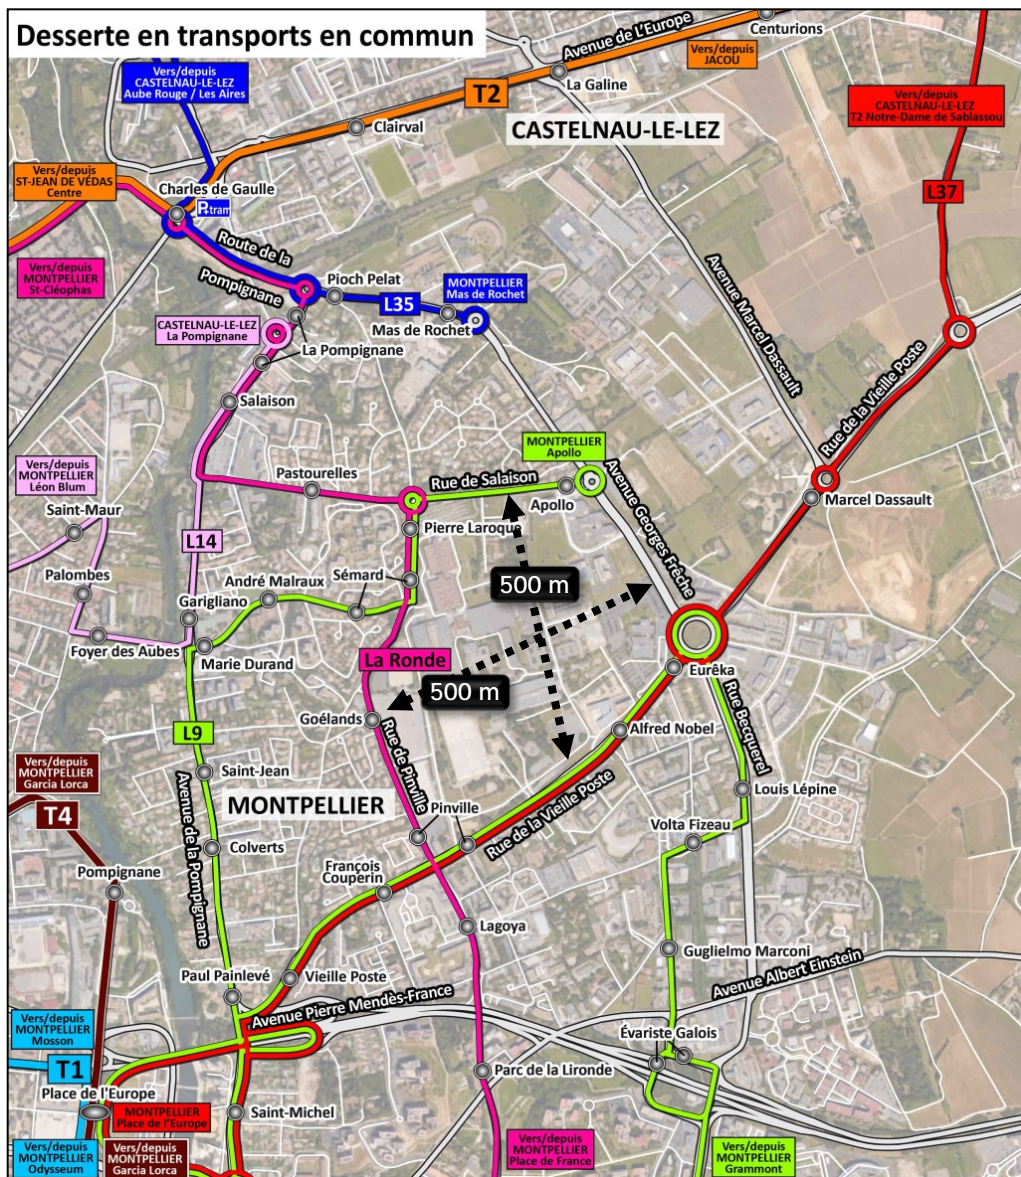 Desserte en transports en commun
Centurions
Avenue de L'Europe
Vers/depuis
JACOU
Vers/depuis
CASTELNAU-LE-LEZ
Aube Rouge / Les Aires
La Galine
T2
Vers/depuis
CASTELNAU-LE-LEZ
T2 Notre-Dame de Sablassou
Clairval
CASTELNAU-LE-LEZ
Vers/depuis
ST-JEAN DE VÉDAS
Centre
Charles de Gaulle
P+tram
L37
Route de la
Pompignane
Vers/depuis
MONTPELLIER
St-Cléophas
Pioch Pelat
MONTPELLIER
Mas de Rochet
L35
Avenue Marcel Dassault
CASTELNAU-LE-LEZ
La Pompignane
Mas de Rochet
La Pompignane
Rue de la Vieille Poste
Salaison
MONTPELLIER
Apollo
Vers/depuis
MONTPELLIER
Léon Blum
Pastourelles
Rue de Salaison
Apollo
Avenue Georges Frêche
Marcel Dassault
Saint-Maur
Pierre Laroque
L14
Palombes
André Malraux
Sémard
500 m
Garigliano
Foyer des Aubes
Marie Durand
La Ronde
Eurêka
500 m
Rue Becquerel
Goélands
L9
Rue de Pinville
Alfred Nobel
Vers/depuis
MONTPELLIER
Garcia Lorca
Saint-Jean
Louis Lépine
T4
MONTPELLIER
Pinville
Rue de la Vieille Poste
Volta Fizeau
Avenue de la Pompignane
Colverts
Pompignane
François
Couperin
Lagoya
Guglielmo Marconi
Paul Painlevé
Vieille Poste
Avenue Albert Einstein
Avenue Pierre Mendès-France
Vers/depuis
MONTPELLIER
Mosson
Évariste Galois
T1
Parc de la Lironde
Place de l'Europe
MONTPELLIER
Place de l'Europe
Saint-Michel
Vers/depuis
MONTPELLIER
Odysseum
Vers/depuis
MONTPELLIER
Garcia Lorca
Vers/depuis
MONTPELLIER
Place de France
Vers/depuis
MONTPELLIER
Grammont